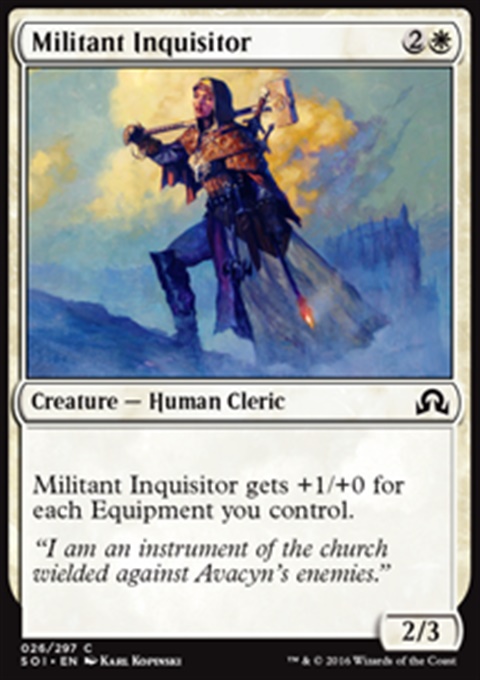 Militant Inquisitor 2
Creature — Human Cleric
Militant Inquisitor gets +1/+0 for
each Equipment you control.
“I am an instrument of the church
wielded against Avacyn’s enemies.”
2/3
026/297 C
SOI • EN Karl Kopinski
™ & © 2016 Wizards of the Coast